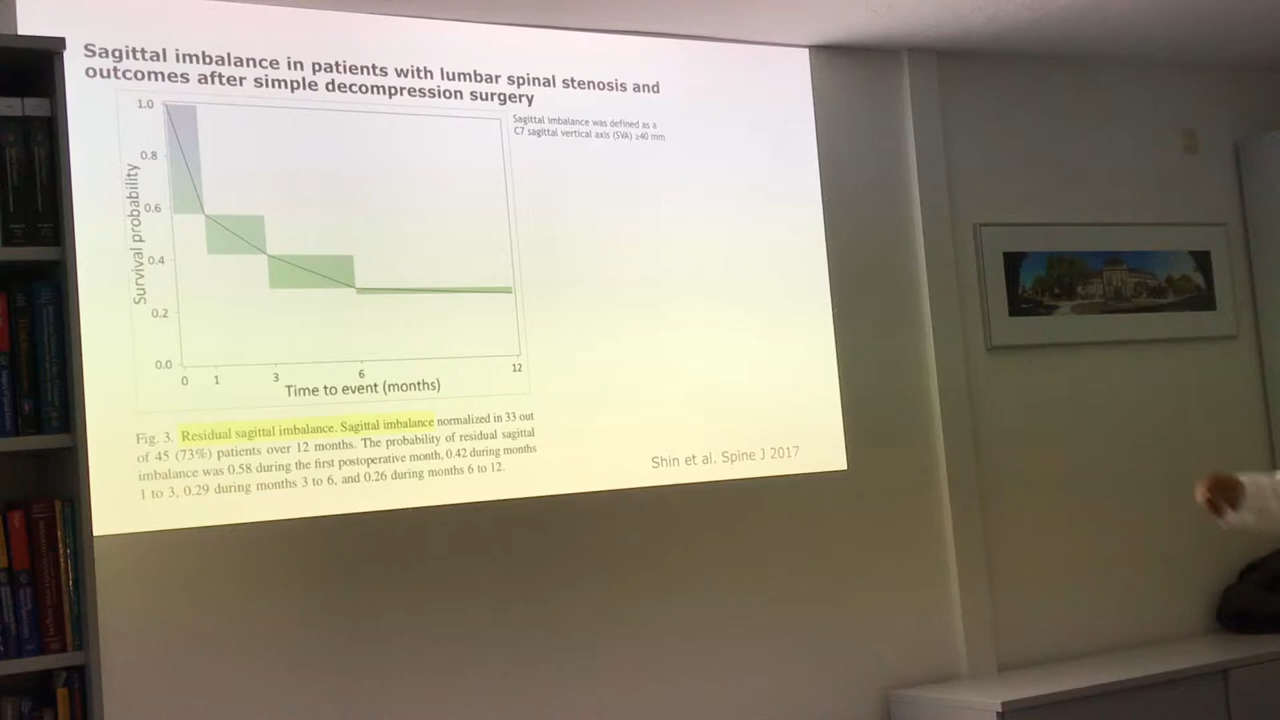 Sagittal imbalance in patients with lumbar spinal stenosis and
outcomes after simple decompression surgery
Sagittal imbalance was defined as a
C7 sagittal vertical axis (SVA) ≥40 mm
Survival probability
1.0
0.8
0.6
0.4
0.2
0.0
0 1 3 6 12
Time to event (months)
Fig. 3. Residual sagittal imbalance. Sagittal imbalance normalized in 33 out
of 45 (73%) patients over 12 months. The probability of residual sagittal
imbalance was 0.58 during the first postoperative month, 0.42 during months
1 to 3, 0.29 during months 3 to 6, and 0.26 during months 6 to 12.
Shin et al. Spine J 2017